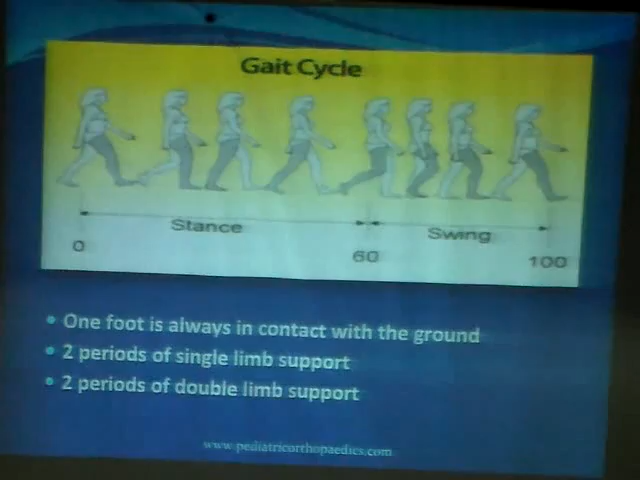 Gait Cycle
Stance
Swing
0
60
100
• One foot is always in contact with the ground
• 2 periods of single limb support
• 2 periods of double limb support
www.pediatricorthopaedics.com